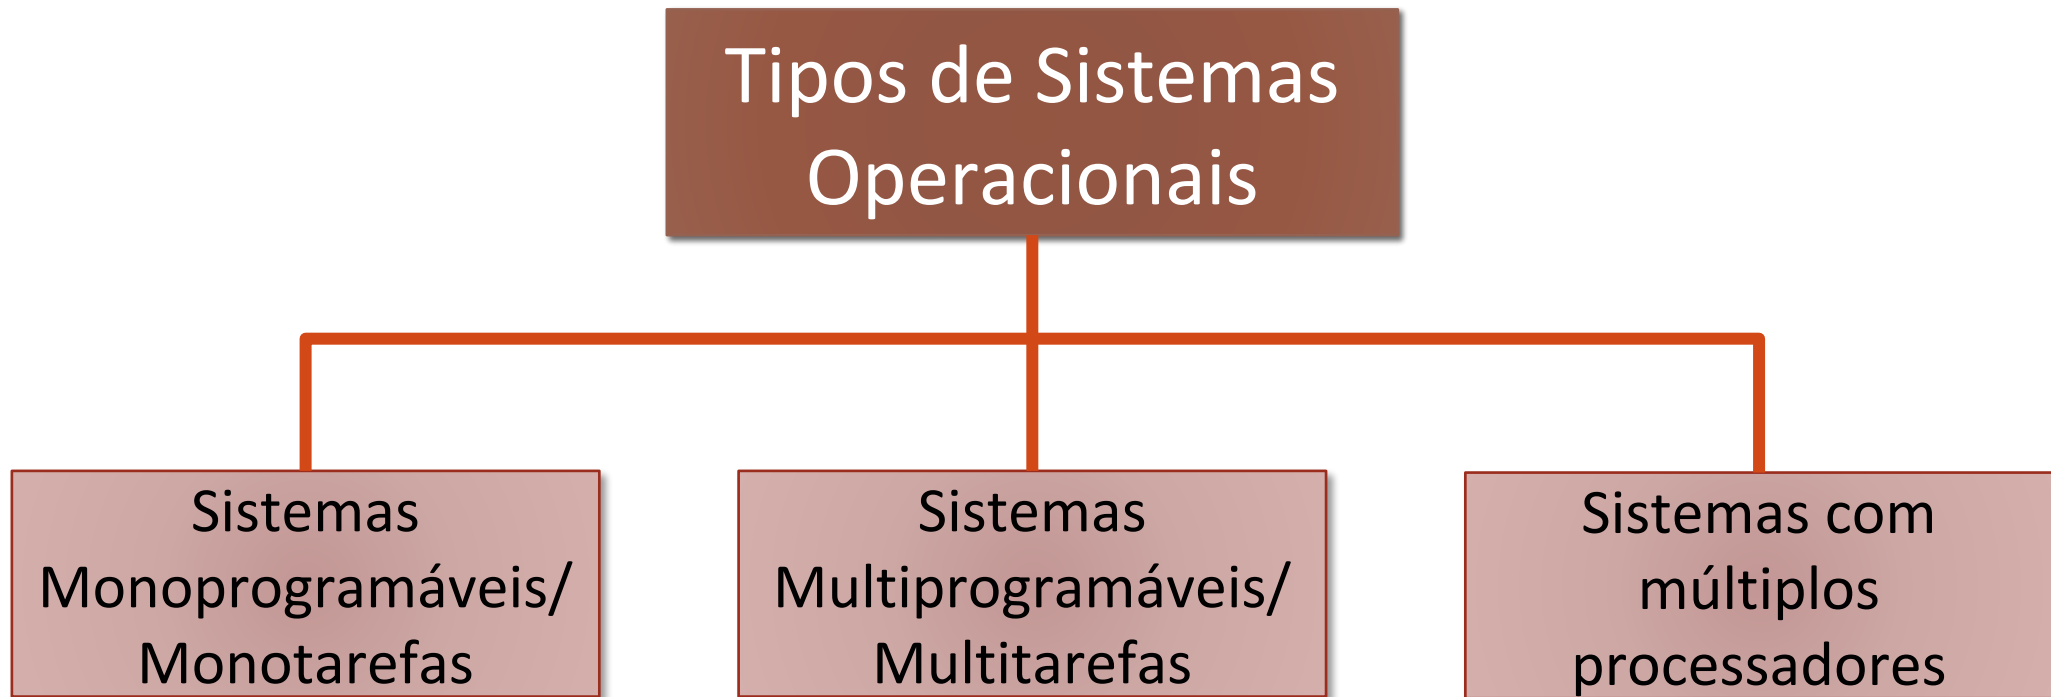 Tipos de Sistemas
Operacionais
Sistemas
Monoprogramáveis/
Monotarefas
Sistemas
Multiprogramáveis/
Multitarefas
Sistemas com
múltiplos
processadores